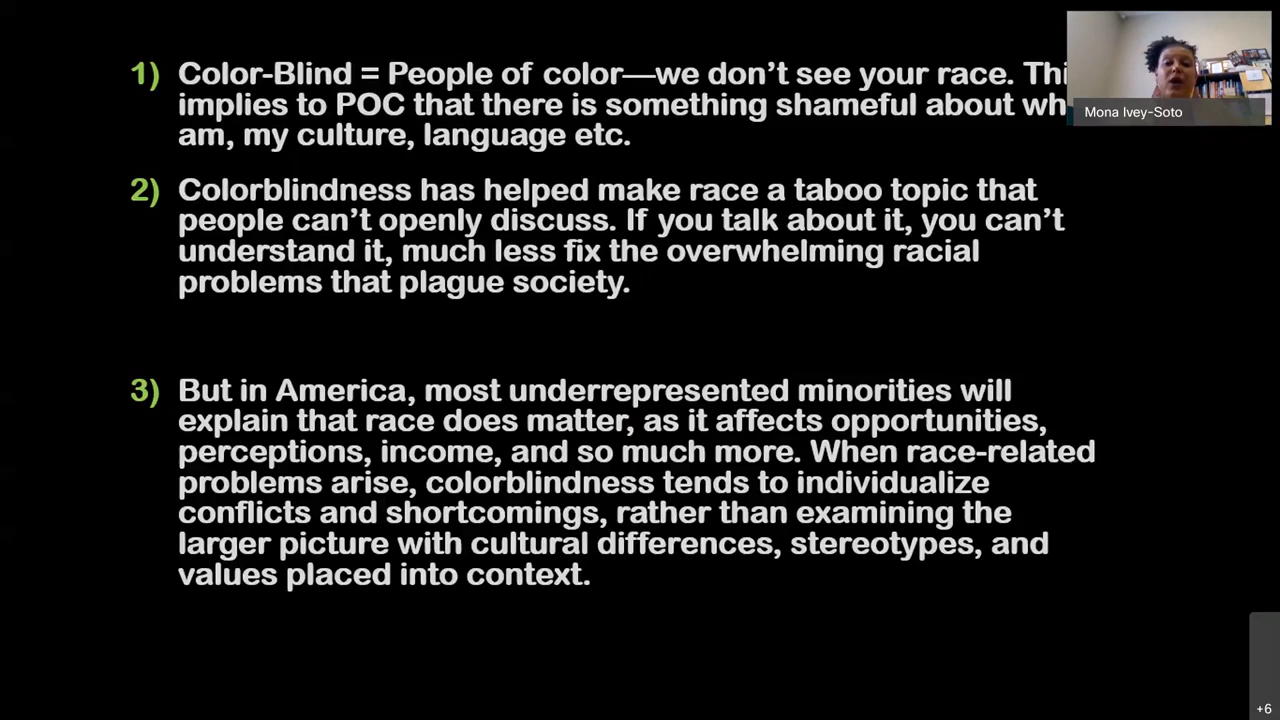 1) Color-Blind = People of color—we don't see your race. Thi
implies to POC that there is something shameful about wh
am, my culture, language etc.
2) Colorblindness has helped make race a taboo topic that
people can't openly discuss. If you talk about it, you can't
understand it, much less fix the overwhelming racial
problems that plague society.
3) But in America, most underrepresented minorities will
explain that race does matter, as it affects opportunities,
perceptions, income, and so much more. When race-related
problems arise, colorblindness tends to individualize
conflicts and shortcomings, rather than examining the
larger picture with cultural differences, stereotypes, and
values placed into context.
Mona Ivey-Soto
+6